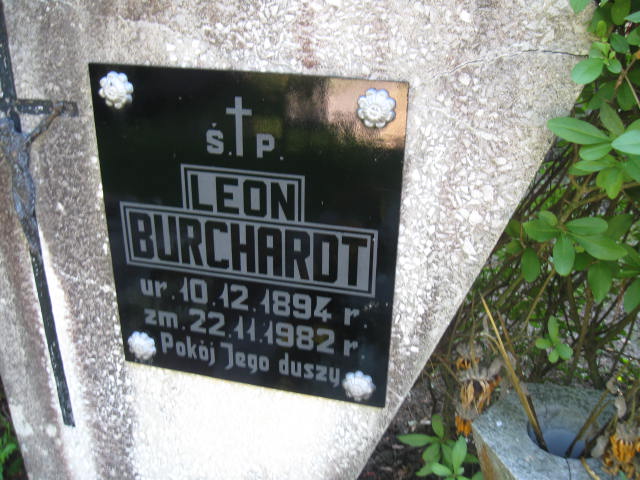 Ś. P.
LEON
BURCHARDT
ur. 10.12.1894 r.
zm. 22.11.1982 r.
Pokój Jego duszy